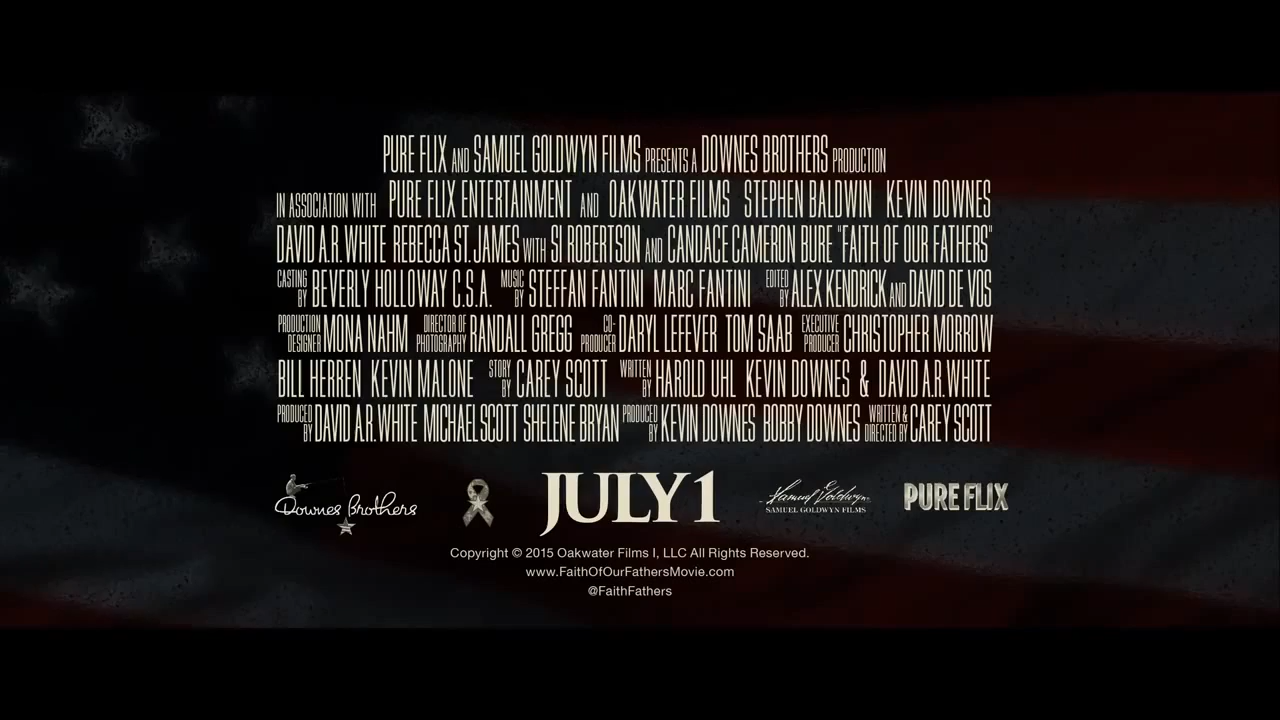 PURE FLIX AND SAMUEL GOLDWYN FILMS PRESENTS A DOWNES BROTHERS PRODUCTION
IN ASSOCIATION WITH PURE FLIX ENTERTAINMENT AND OAKWATER FILMS STEPHEN BALDWIN KEVIN DOWNES
DAVID A.R. WHITE REBECCA ST. JAMES WITH SI ROBERTSON AND CANDACE CAMERON BURE "FAITH OF OUR FATHERS"
CASTING BY BEVERLY HOLLOWAY C.S.A. MUSIC BY STEFFAN FANTINI MARC FANTINI EDITED BY ALEX KENDRICK AND DAVID DE VOS
PRODUCTION DESIGNER MONA NAHM DIRECTOR OF PHOTOGRAPHY RANDALL GREGG CO-PRODUCER DARYL LEFEVER TOM SAAB EXECUTIVE PRODUCER CHRISTOPHER MORROW
BILL HERREN KEVIN MALONE STORY BY CAREY SCOTT WRITTEN BY HAROLD UHL KEVIN DOWNES & DAVID A.R. WHITE
PRODUCED BY DAVID A.R. WHITE MICHAEL SCOTT SHELENE BRYAN PRODUCED BY KEVIN DOWNES BOBBY DOWNES WRITTEN & DIRECTED BY CAREY SCOTT
Downes Brothers JULY 1 Samuel Goldwyn SAMUEL GOLDWYN FILMS PURE FLIX
Copyright © 2015 Oakwater Films I, LLC All Rights Reserved.
www.FaithOfOurFathersMovie.com
@FaithFathers